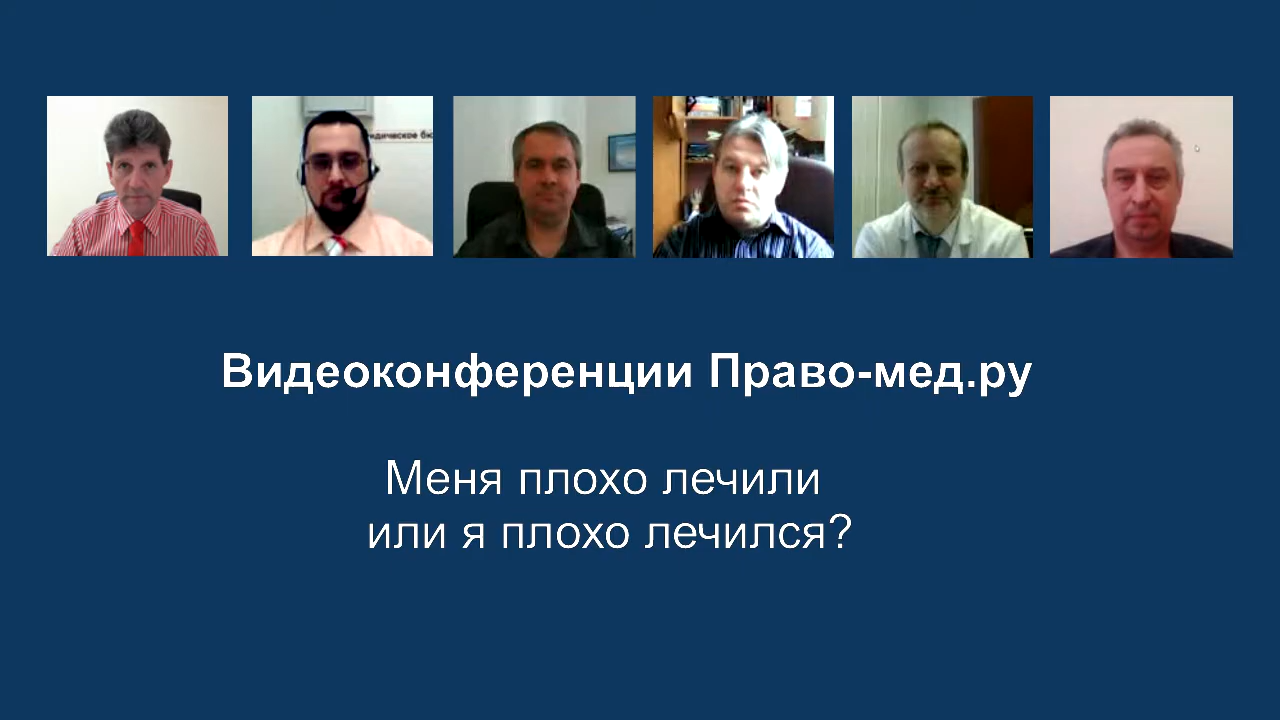 Видеоконференции Право-мед.ру
Меня плохо лечили
или я плохо лечился?